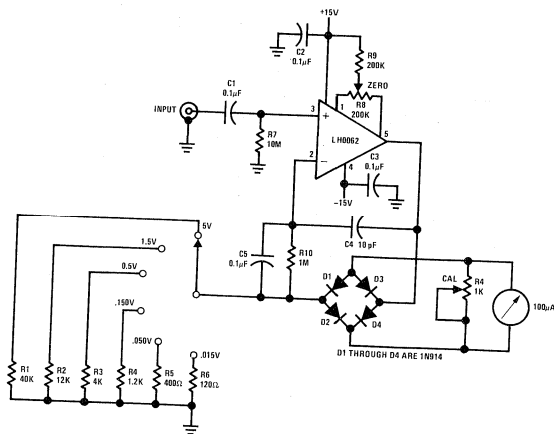 +15V
C2
0.1µF
R9
200K
ZERO
R8
200K
C1
0.1µF
INPUT
3
+
1
5
LH0062
R7
10M
2
−
4
C3
0.1µF
−15V
5V
1.5V
0.5V
.150V
.050V
.015V
C5
0.1µF
R10
1M
C4 10 pF
D1
D3
D2
D4
CAL
R4
1K
100µA
D1 THROUGH D4 ARE 1N914
R1
40K
R2
12K
R3
4K
R4
1.2K
R5
400Ω
R6
120Ω